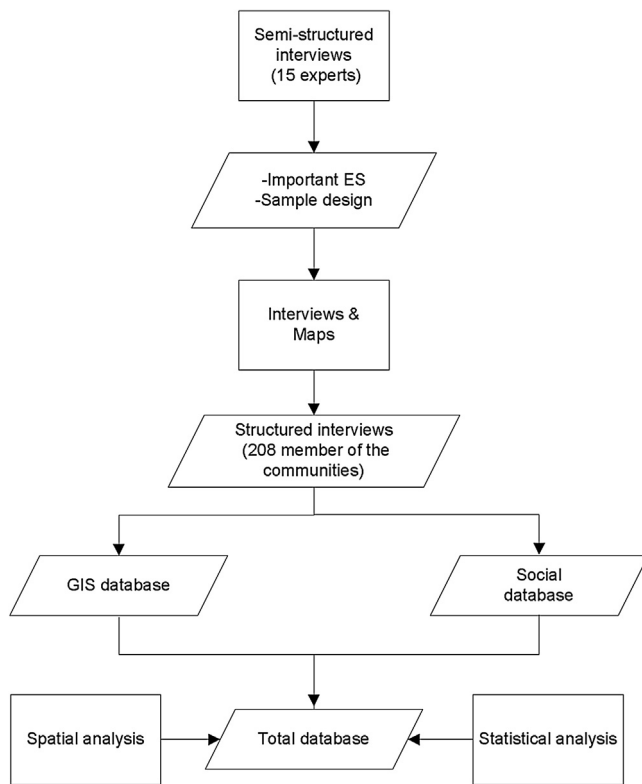 Semi-structured
interviews
(15 experts)
-Important ES
-Sample design
Interviews &
Maps
Structured interviews
(208 member of the
communities)
GIS database
Social
database
Spatial analysis
Total database
Statistical analysis